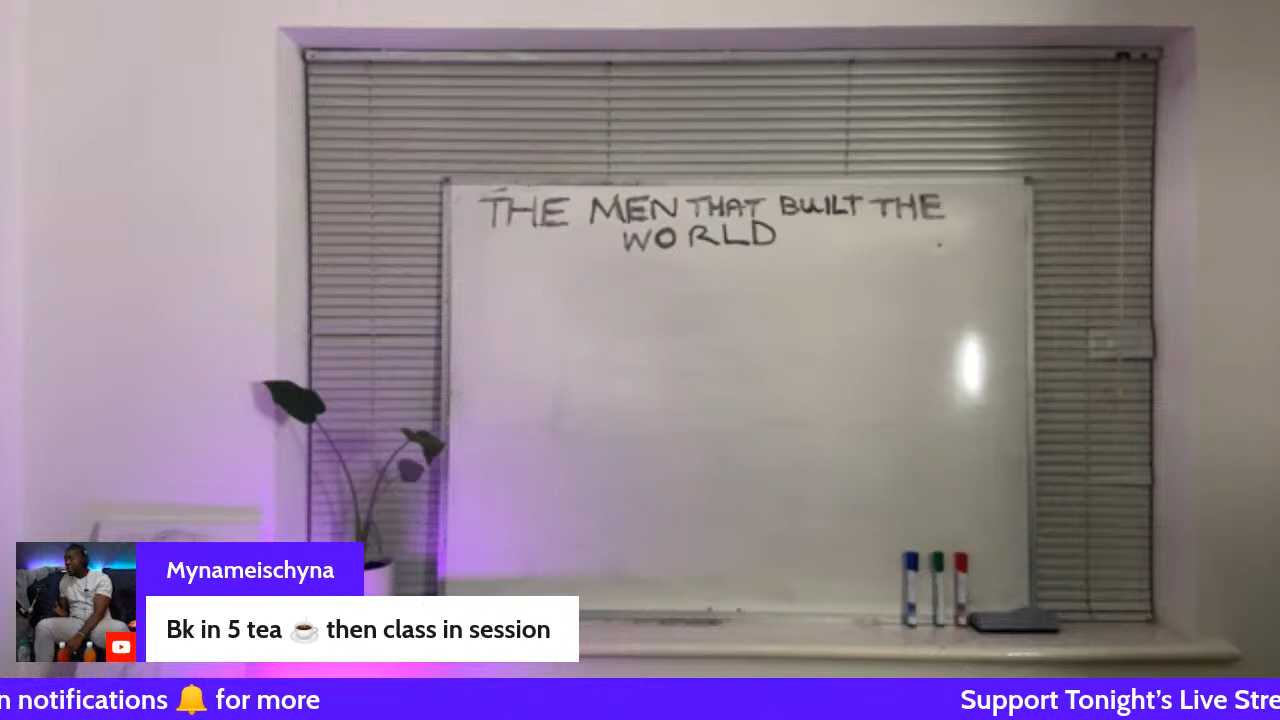 THE MEN THAT BUILT THE
WORLD
Mynameischyna
Bk in 5 tea ☕ then class in session
n notifications 🔔 for more
Support Tonight's Live Stre